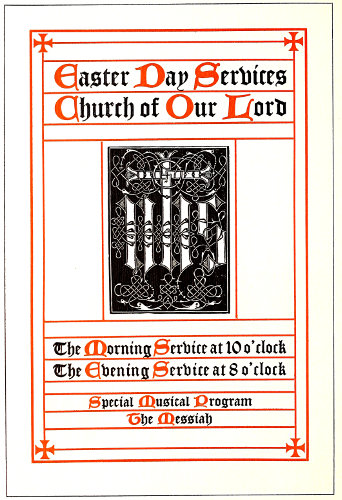 Easter Day Services
Church of Our Lord
The Morning Service at 10 o'clock
The Evening Service at 8 o'clock
Special Musical Program
The Messiah